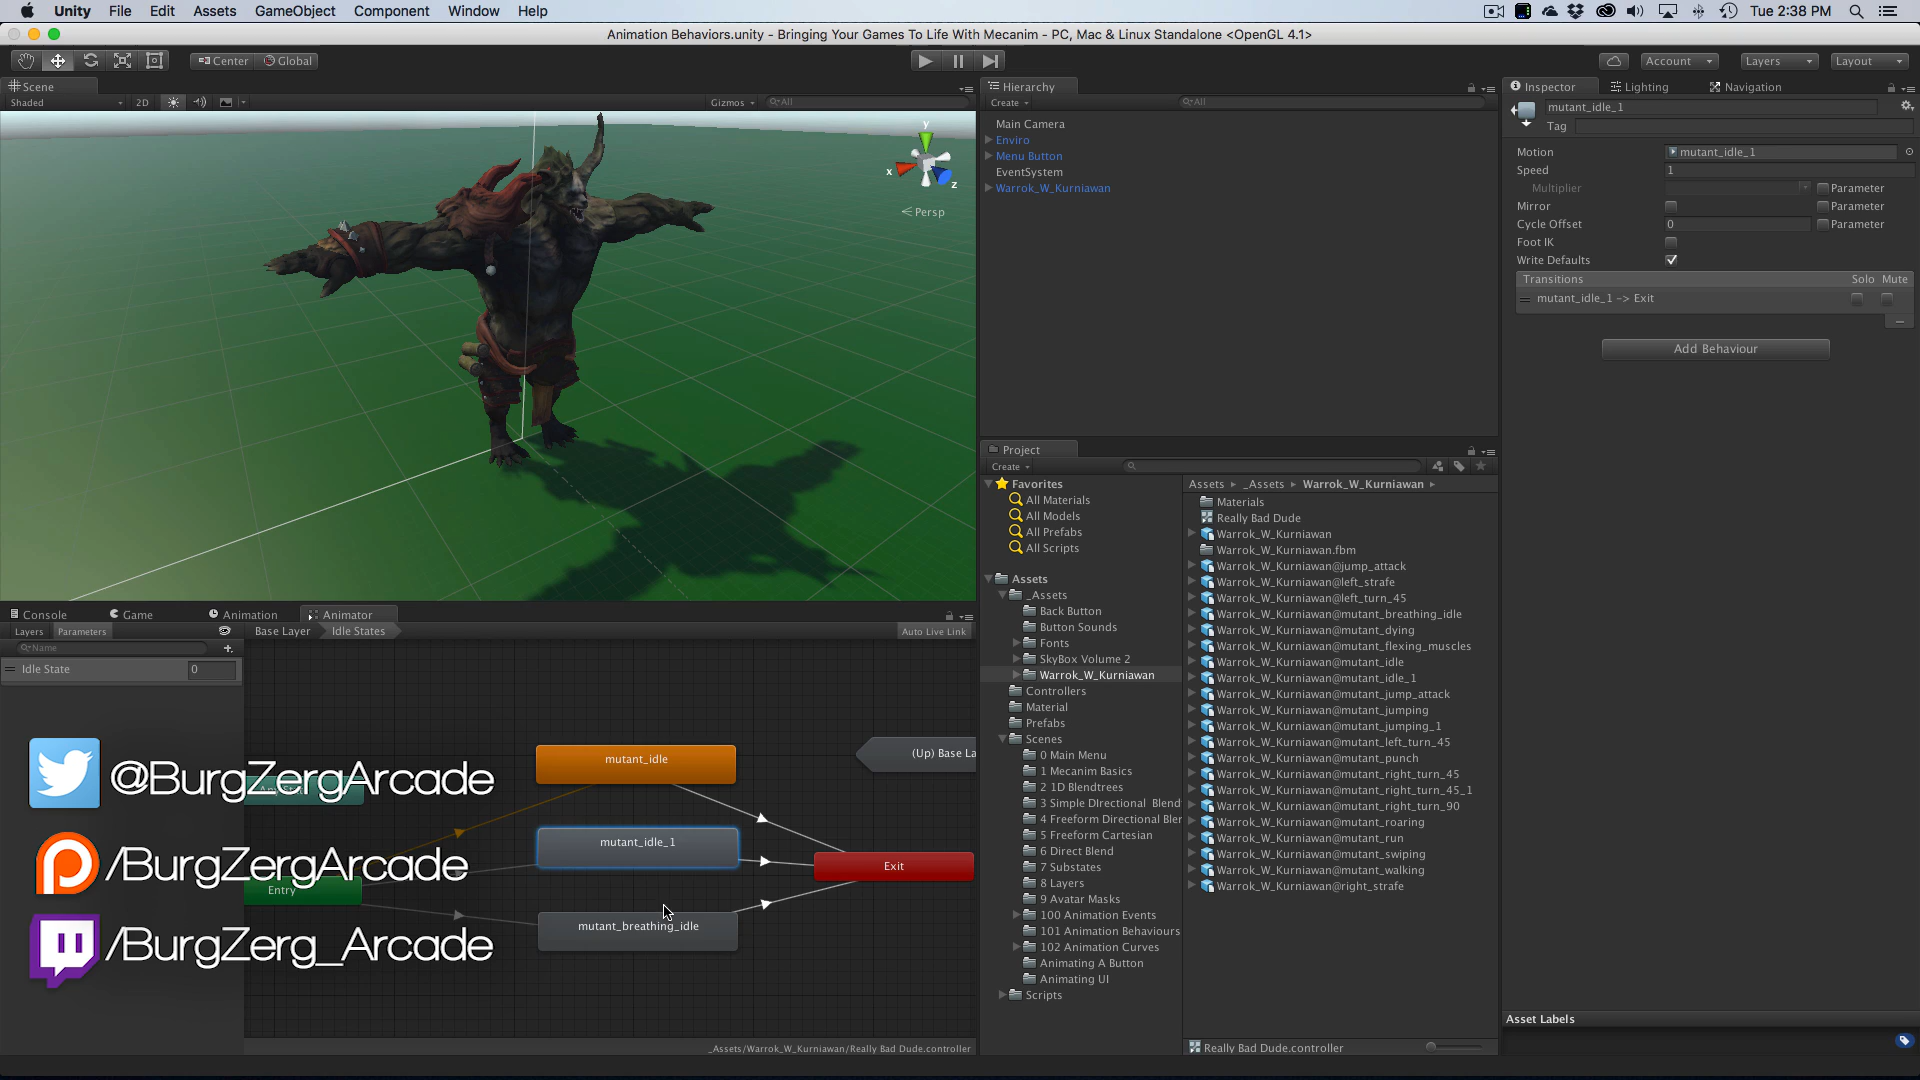 Unity File Edit Assets GameObject Component Window Help
Tue 2:38 PM
Animation Behaviors.unity - Bringing Your Games To Life With Mecanim - PC, Mac & Linux Standalone <OpenGL 4.1>
Center Global
Account Layers Layout
Scene
Shaded 2D Gizmos All
y
x
z
Persp
Hierarchy
Create All
Main Camera
Enviro
Menu Button
EventSystem
Warrok_W_Kurniawan
Inspector Lighting Navigation
mutant_idle_1
Tag
Motion mutant_idle_1
Speed 1
Multiplier Parameter
Mirror Parameter
Cycle Offset 0 Parameter
Foot IK
Write Defaults
Transitions Solo Mute
mutant_idle_1 -> Exit
Add Behaviour
Project
Create
Favorites
All Materials
All Models
All Prefabs
All Scripts
Assets
_Assets
Back Button
Button Sounds
Fonts
SkyBox Volume 2
Warrok_W_Kurniawan
Controllers
Material
Prefabs
Scenes
0 Main Menu
1 Mecanim Basics
2 1D Blendtrees
3 Simple DIrectional Blend
4 Freeform Directional Bler
5 Freeform Cartesian
6 Direct Blend
7 Substates
8 Layers
9 Avatar Masks
100 Animation Events
101 Animation Behaviours
102 Animation Curves
Animating A Button
Animating UI
Scripts
Assets _Assets Warrok_W_Kurniawan
Materials
Really Bad Dude
Warrok_W_Kurniawan
Warrok_W_Kurniawan.fbm
Warrok_W_Kurniawan@jump_attack
Warrok_W_Kurniawan@left_strafe
Warrok_W_Kurniawan@left_turn_45
Warrok_W_Kurniawan@mutant_breathing_idle
Warrok_W_Kurniawan@mutant_dying
Warrok_W_Kurniawan@mutant_flexing_muscles
Warrok_W_Kurniawan@mutant_idle
Warrok_W_Kurniawan@mutant_idle_1
Warrok_W_Kurniawan@mutant_jump_attack
Warrok_W_Kurniawan@mutant_jumping
Warrok_W_Kurniawan@mutant_jumping_1
Warrok_W_Kurniawan@mutant_left_turn_45
Warrok_W_Kurniawan@mutant_punch
Warrok_W_Kurniawan@mutant_right_turn_45
Warrok_W_Kurniawan@mutant_right_turn_45_1
Warrok_W_Kurniawan@mutant_right_turn_90
Warrok_W_Kurniawan@mutant_roaring
Warrok_W_Kurniawan@mutant_run
Warrok_W_Kurniawan@mutant_swiping
Warrok_W_Kurniawan@mutant_walking
Warrok_W_Kurniawan@right_strafe
Really Bad Dude.controller
Asset Labels
Console Game Animation Animator
Layers Parameters Base Layer Idle States Auto Live Link
Name
Idle State 0
mutant_idle
(Up) Base La
@BurgZergArcade
mutant_idle_1
/BurgZergArcade
Exit
Entry
mutant_breathing_idle
/BurgZerg_Arcade
_Assets/Warrok_W_Kurniawan/Really Bad Dude.controller